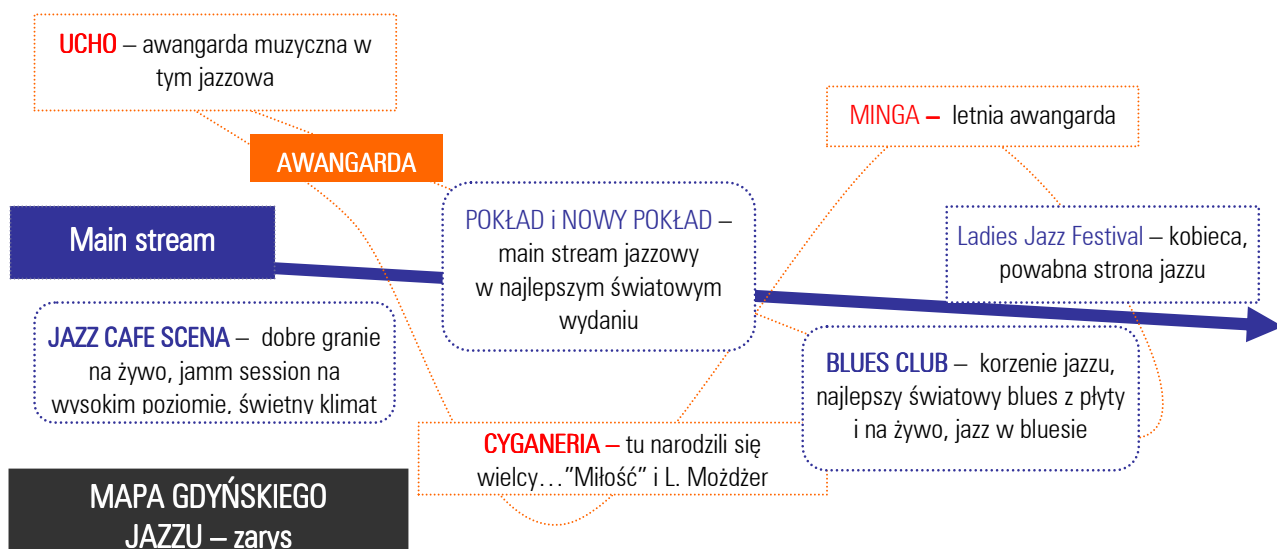 UCHO – awangarda muzyczna w
tym jazzowa
MINGA – letnia awangarda
AWANGARDA
Main stream
POKŁAD i NOWY POKŁAD –
main stream jazzowy
w najlepszym światowym
wydaniu
Ladies Jazz Festival – kobieca,
powabna strona jazzu
JAZZ CAFE SCENA – dobre granie
na żywo, jamm session na
wysokim poziomie, świetny klimat
BLUES CLUB – korzenie jazzu,
najlepszy światowy blues z płyty
i na żywo, jazz w bluesie
CYGANERIA – tu narodzili się
wielcy…”Miłość” i L. Możdżer
MAPA GDYŃSKIEGO
JAZZU – zarys